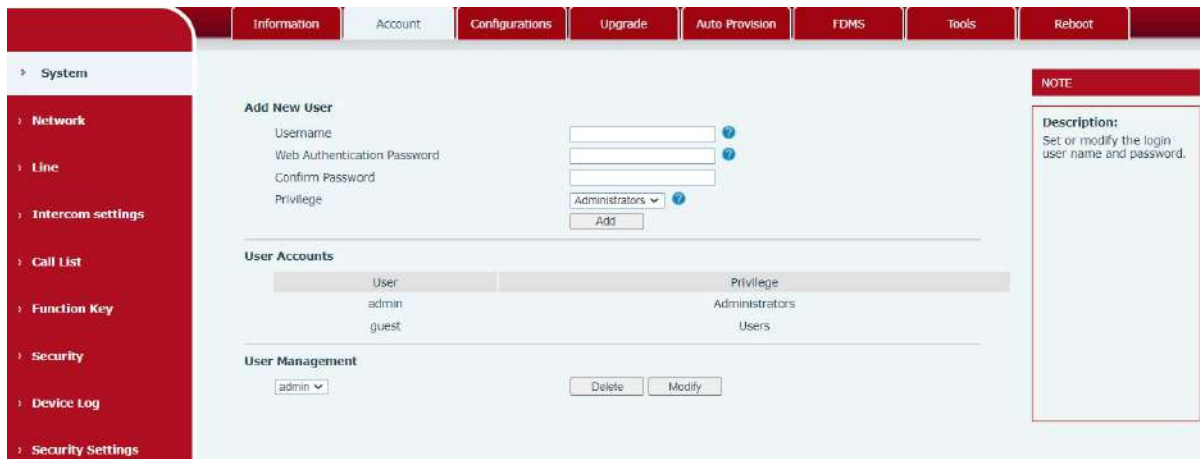 Information Account Configurations Upgrade Auto Provision FDMS Tools Reboot
System
Network
Line
Intercom settings
Call List
Function Key
Security
Device Log
Security Settings
Add New User
Username
Web Authentication Password
Confirm Password
Privilege Administrators
Add
User Accounts
User Privilege
admin Administrators
guest Users
User Management
admin Delete Modify
NOTE
Description:
Set or modify the login
user name and password.